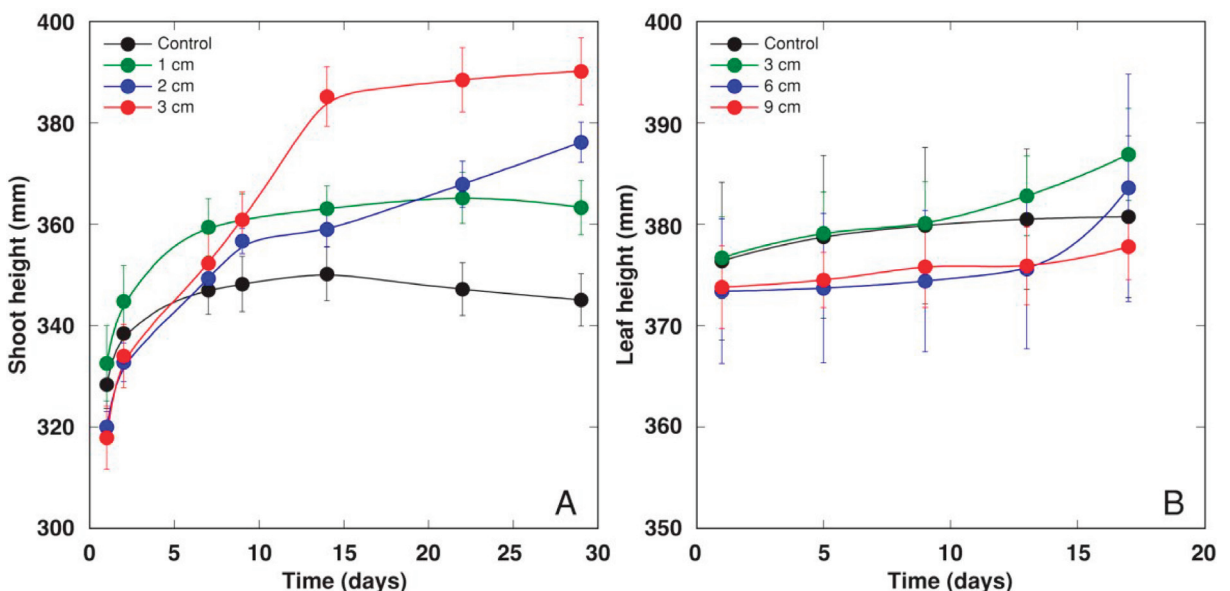 400
380
360
340
320
300
Shoot height (mm)
Control
1 cm
2 cm
3 cm
A
0
5
10
15
20
25
30
Time (days)
400
390
380
370
360
350
Leaf height (mm)
Control
3 cm
6 cm
9 cm
B
0
5
10
15
20
Time (days)